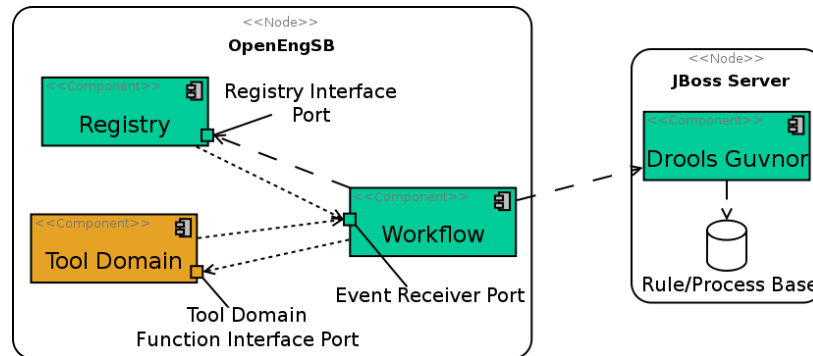 <<Node>>
OpenEngSB
<<Component>>
Registry
Registry Interface
Port
<<Component>>
Tool Domain
<<Component>>
Workflow
Event Receiver Port
Tool Domain
Function Interface Port
<<Node>>
JBoss Server
<<Component>>
Drools Guvnor
Rule/Process Base